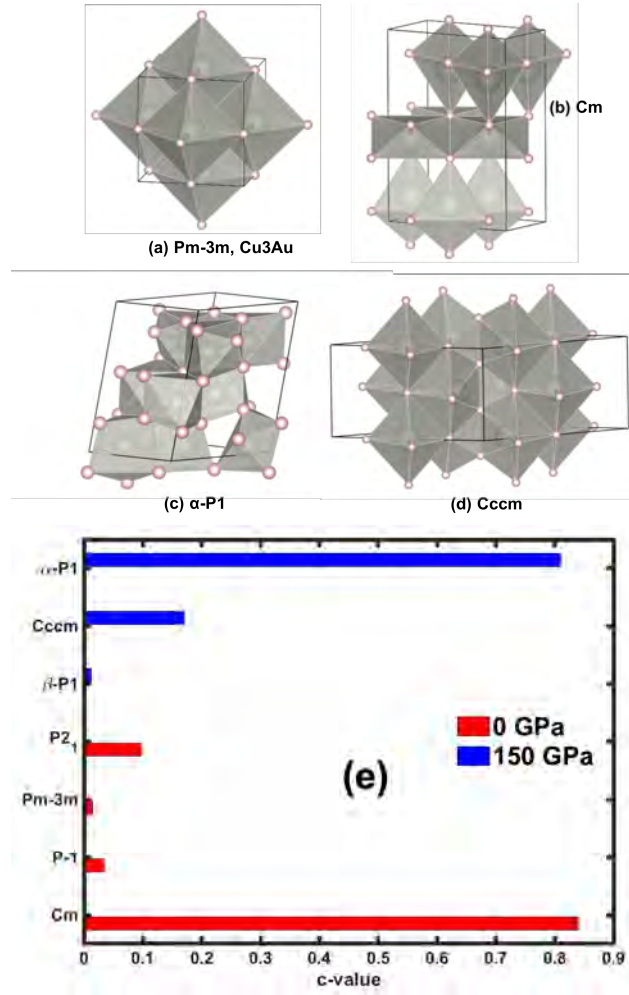 (b) Cm
(a) Pm-3m, Cu3Au
(c) α-P1
(d) Cccm
α-P1
Cccm
β-P1
P2₁
Pm-3m
P-1
Cm
(e)
0 GPa
150 GPa
0 0.1 0.2 0.3 0.4 0.5 0.6 0.7 0.8 0.9
c-value